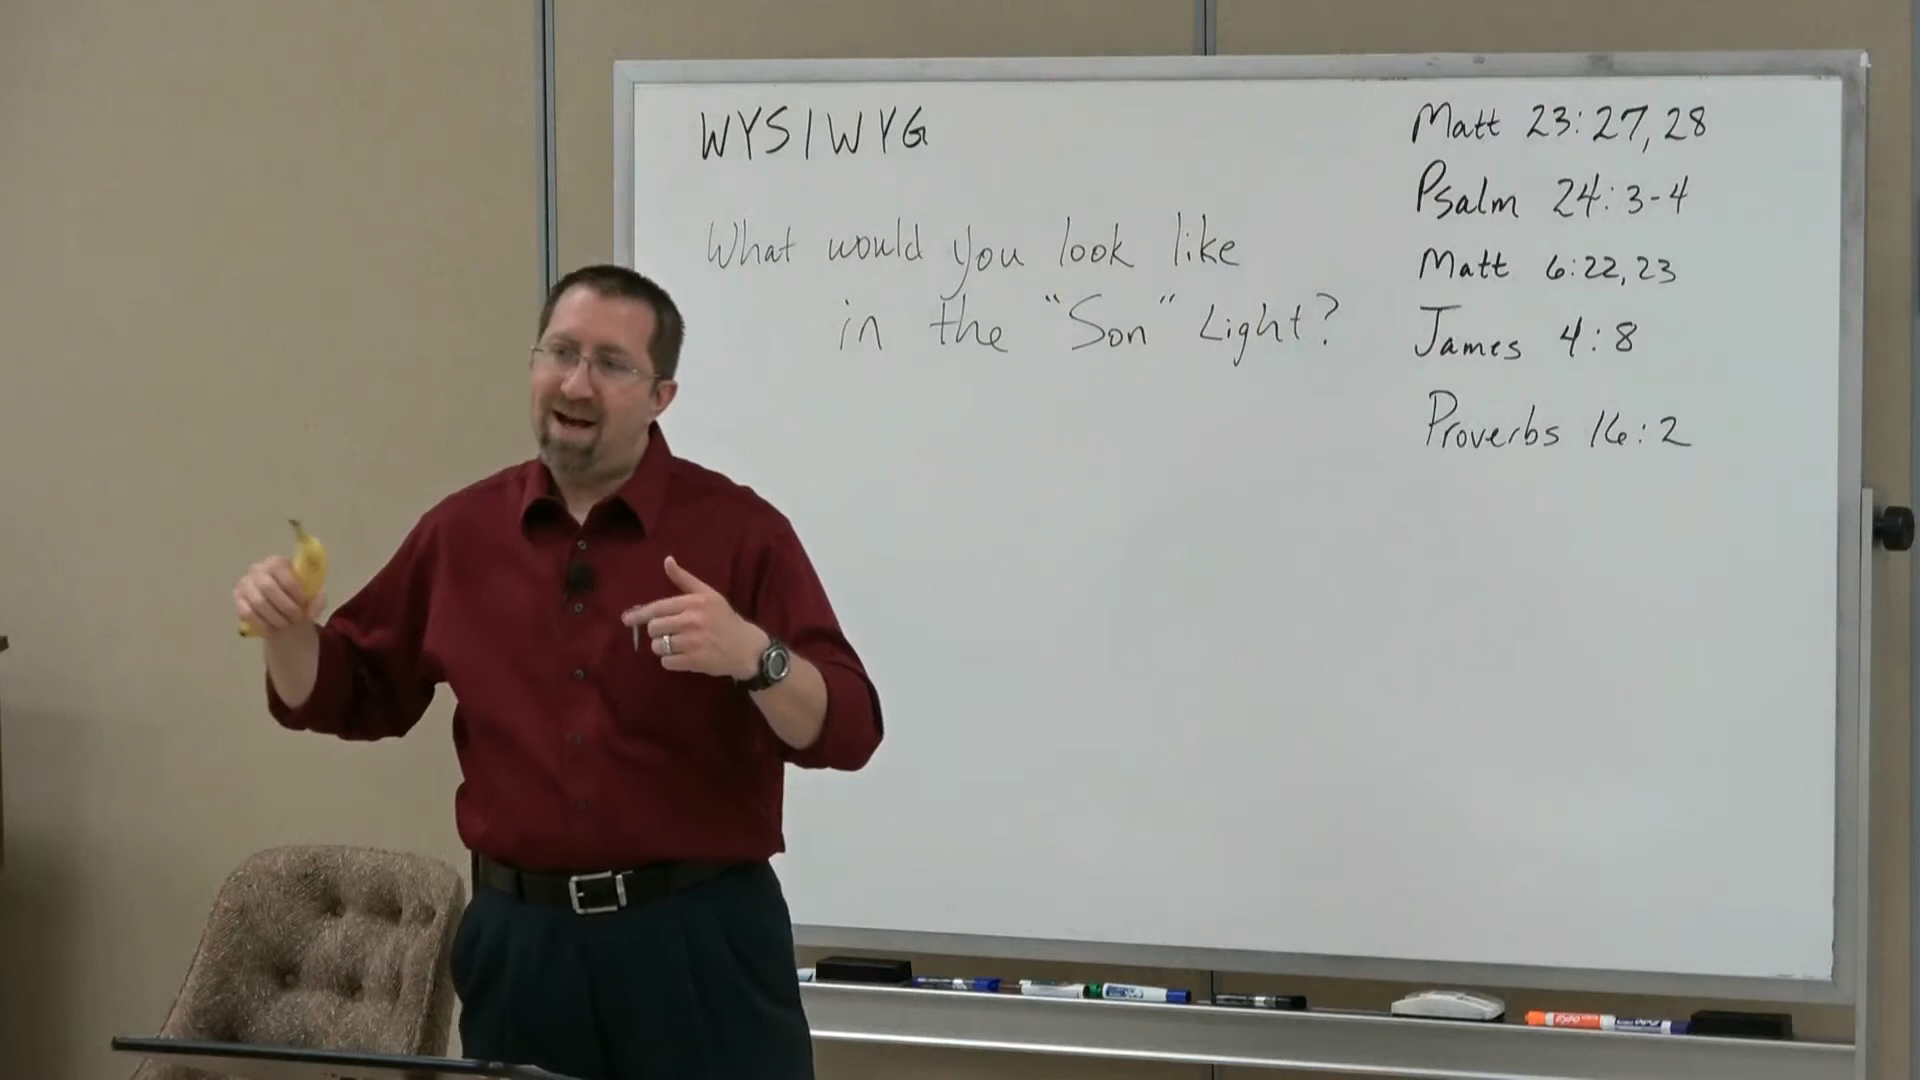 WYSIWYG
What would you look like
in the "Son" Light?
Matt 23:27,28
Psalm 24:3-4
Matt 6:22,23
James 4:8
Proverbs 16:2
EXPO